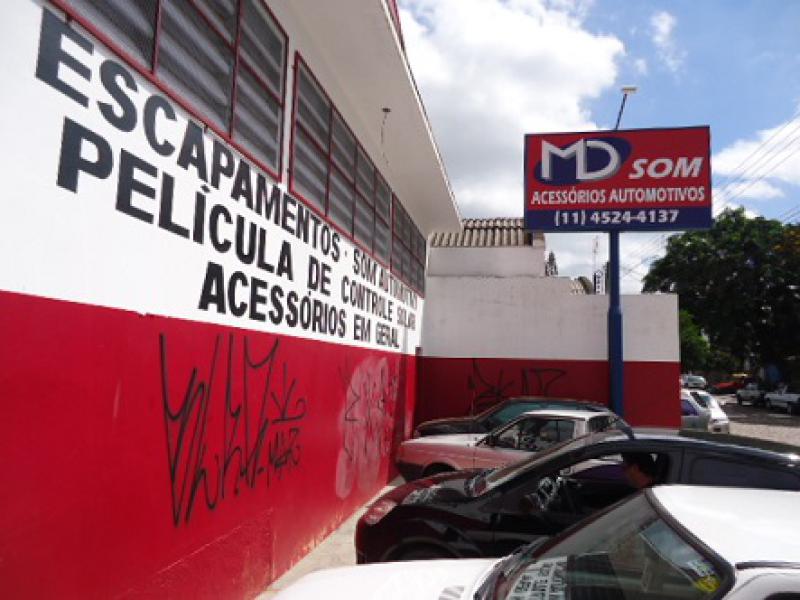 ESCAPAMENTOS - SOM AUTOMOTIVO
PELÍCULA DE CONTROLE SOLAR
ACESSÓRIOS EM GERAL
MD SOM
ACESSÓRIOS AUTOMOTIVOS
(11) 4524-4137